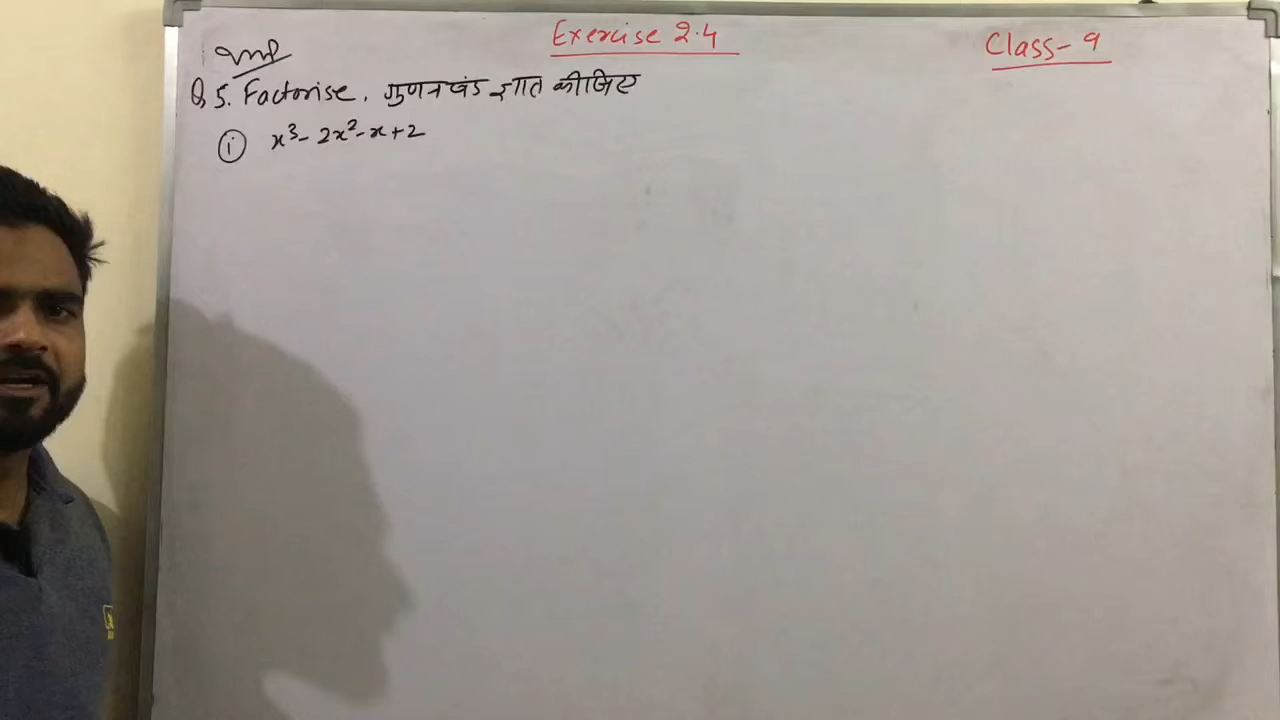 Exercise 2.4
Class- 9
Imp
Q 5. Factorise. गुणनखंड ज्ञात कीजिए
(i) x³- 2x²-x+2